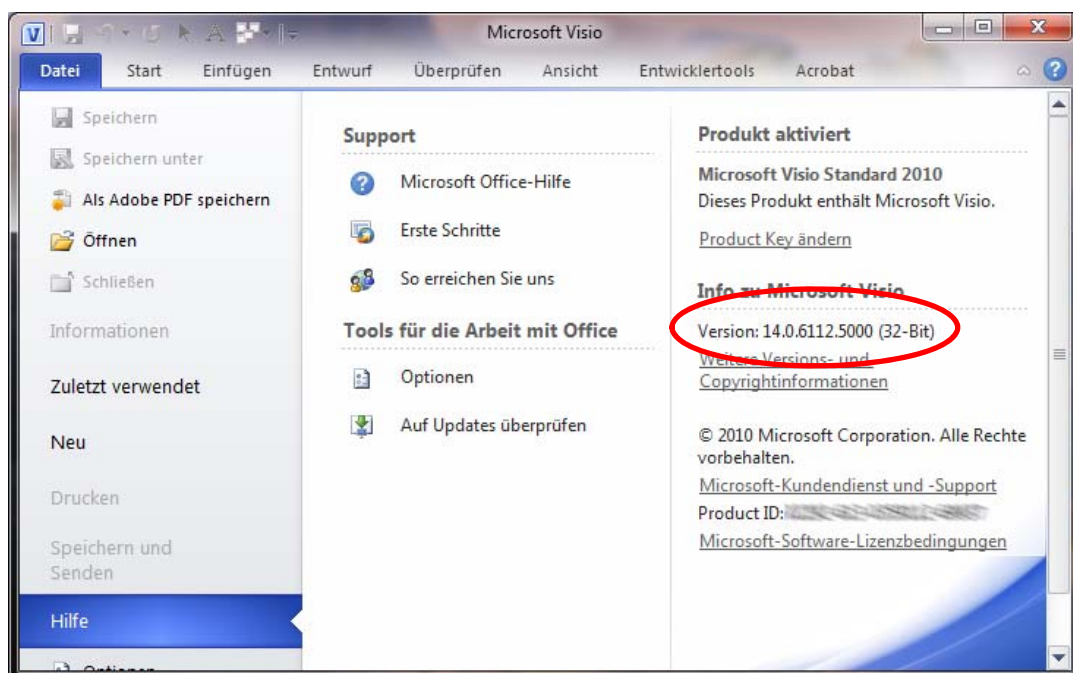 Microsoft Visio
Datei Start Einfügen Entwurf Überprüfen Ansicht Entwicklertools Acrobat
Speichern
Speichern unter
Als Adobe PDF speichern
Öffnen
Schließen
Informationen
Zuletzt verwendet
Neu
Drucken
Speichern und
Senden
Hilfe
Optionen
Support
Microsoft Office-Hilfe
Erste Schritte
So erreichen Sie uns
Tools für die Arbeit mit Office
Optionen
Auf Updates überprüfen
Produkt aktiviert
Microsoft Visio Standard 2010
Dieses Produkt enthält Microsoft Visio.
Product Key ändern
Info zu Microsoft Visio
Version: 14.0.6112.5000 (32-Bit)
Weitere Versions- und
Copyrightinformationen
© 2010 Microsoft Corporation. Alle Rechte
vorbehalten.
Microsoft-Kundendienst und -Support
Product ID:
Microsoft-Software-Lizenzbedingungen